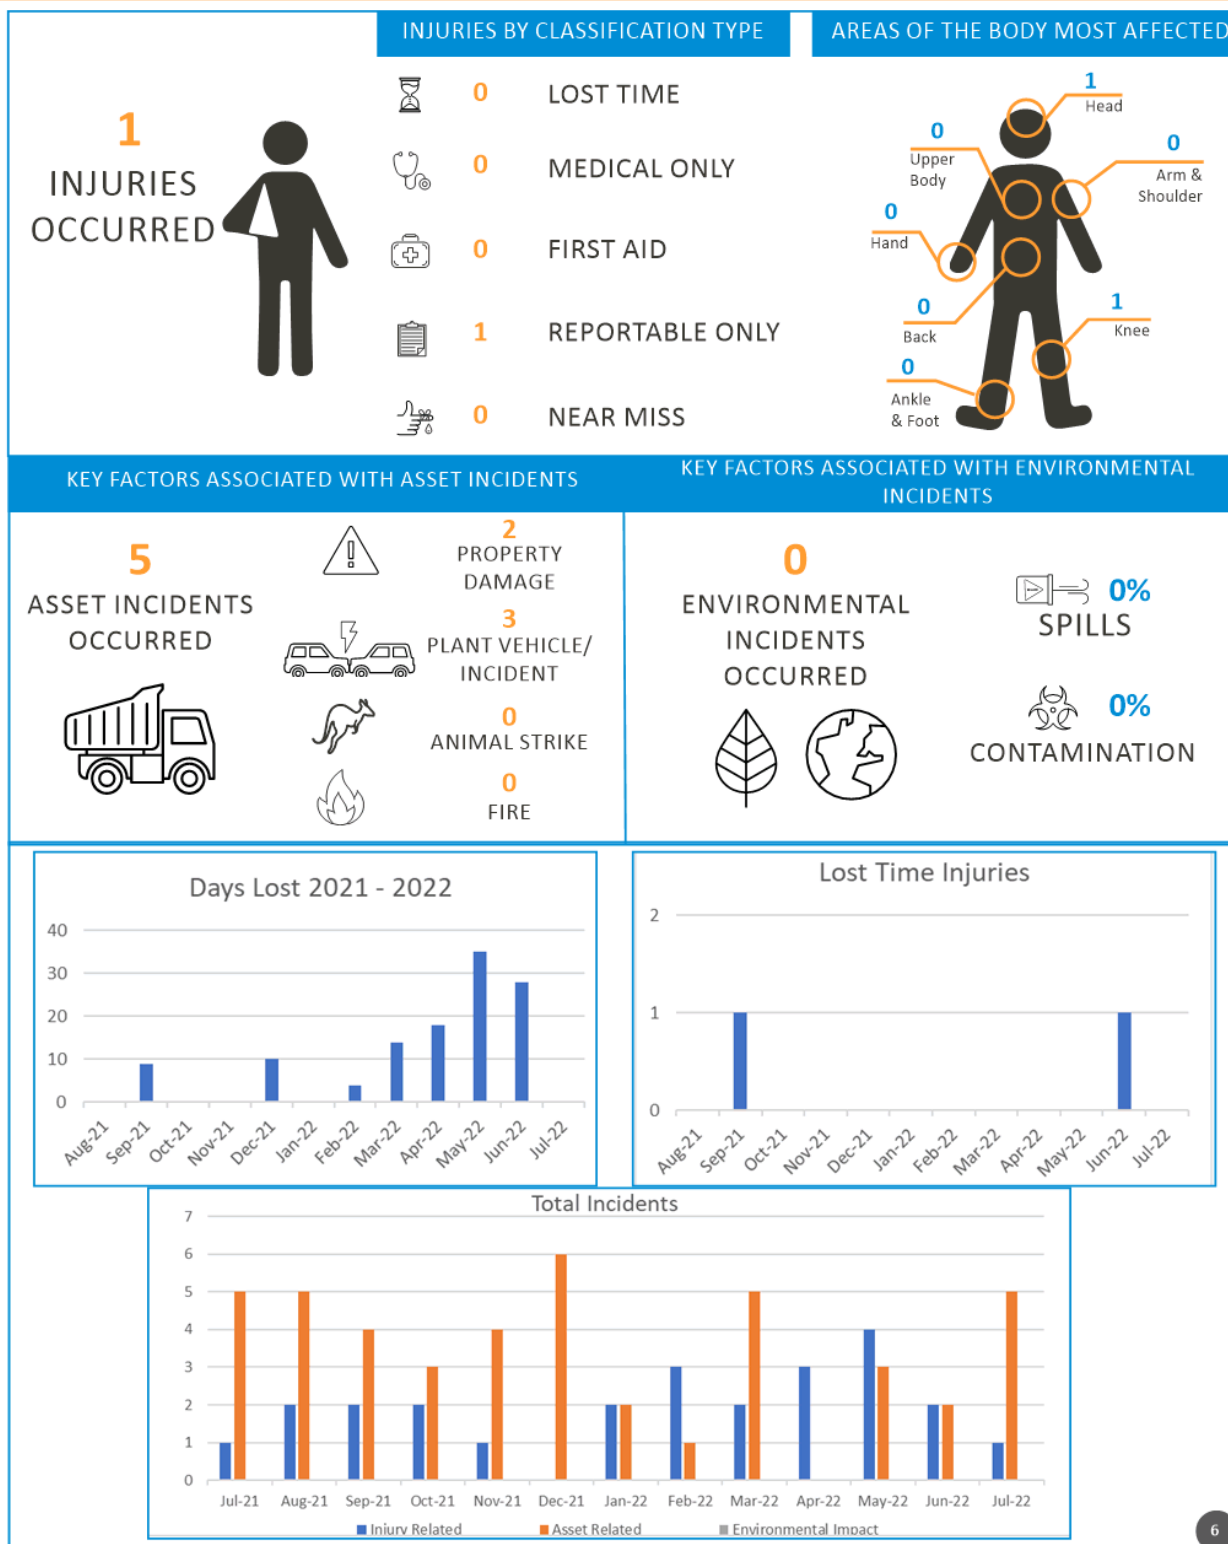 INJURIES BY CLASSIFICATION TYPE
AREAS OF THE BODY MOST AFFECTED
1
INJURIES
OCCURRED
0 LOST TIME
0 MEDICAL ONLY
0 FIRST AID
1 REPORTABLE ONLY
0 NEAR MISS
1
Head
0
Upper
Body
0
Arm &
Shoulder
0
Hand
0
Back
1
Knee
0
Ankle
& Foot
KEY FACTORS ASSOCIATED WITH ASSET INCIDENTS
KEY FACTORS ASSOCIATED WITH ENVIRONMENTAL
INCIDENTS
5
ASSET INCIDENTS
OCCURRED
2
PROPERTY
DAMAGE
3
PLANT VEHICLE/
INCIDENT
0
ANIMAL STRIKE
0
FIRE
0
ENVIRONMENTAL
INCIDENTS
OCCURRED
0%
SPILLS
0%
CONTAMINATION
Days Lost 2021 - 2022
40
30
20
10
0
Aug-21 Sep-21 Oct-21 Nov-21 Dec-21 Jan-22 Feb-22 Mar-22 Apr-22 May-22 Jun-22 Jul-22
Lost Time Injuries
2
1
0
Aug-21 Sep-21 Oct-21 Nov-21 Dec-21 Jan-22 Feb-22 Mar-22 Apr-22 May-22 Jun-22 Jul-22
Total Incidents
7
6
5
4
3
2
1
0
Jul-21 Aug-21 Sep-21 Oct-21 Nov-21 Dec-21 Jan-22 Feb-22 Mar-22 Apr-22 May-22 Jun-22 Jul-22
Injury Related Asset Related Environmental Impact
6